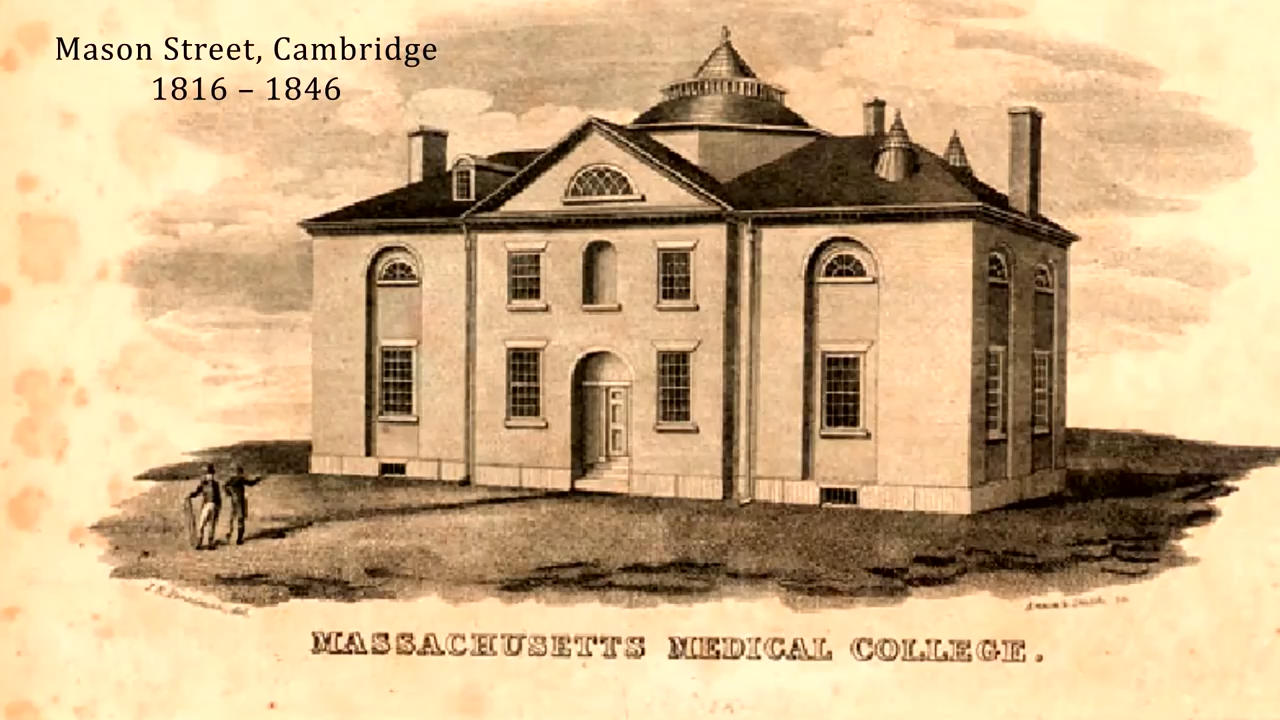 Mason Street, Cambridge
1816 – 1846
MASSACHUSETTS MEDICAL COLLEGE.